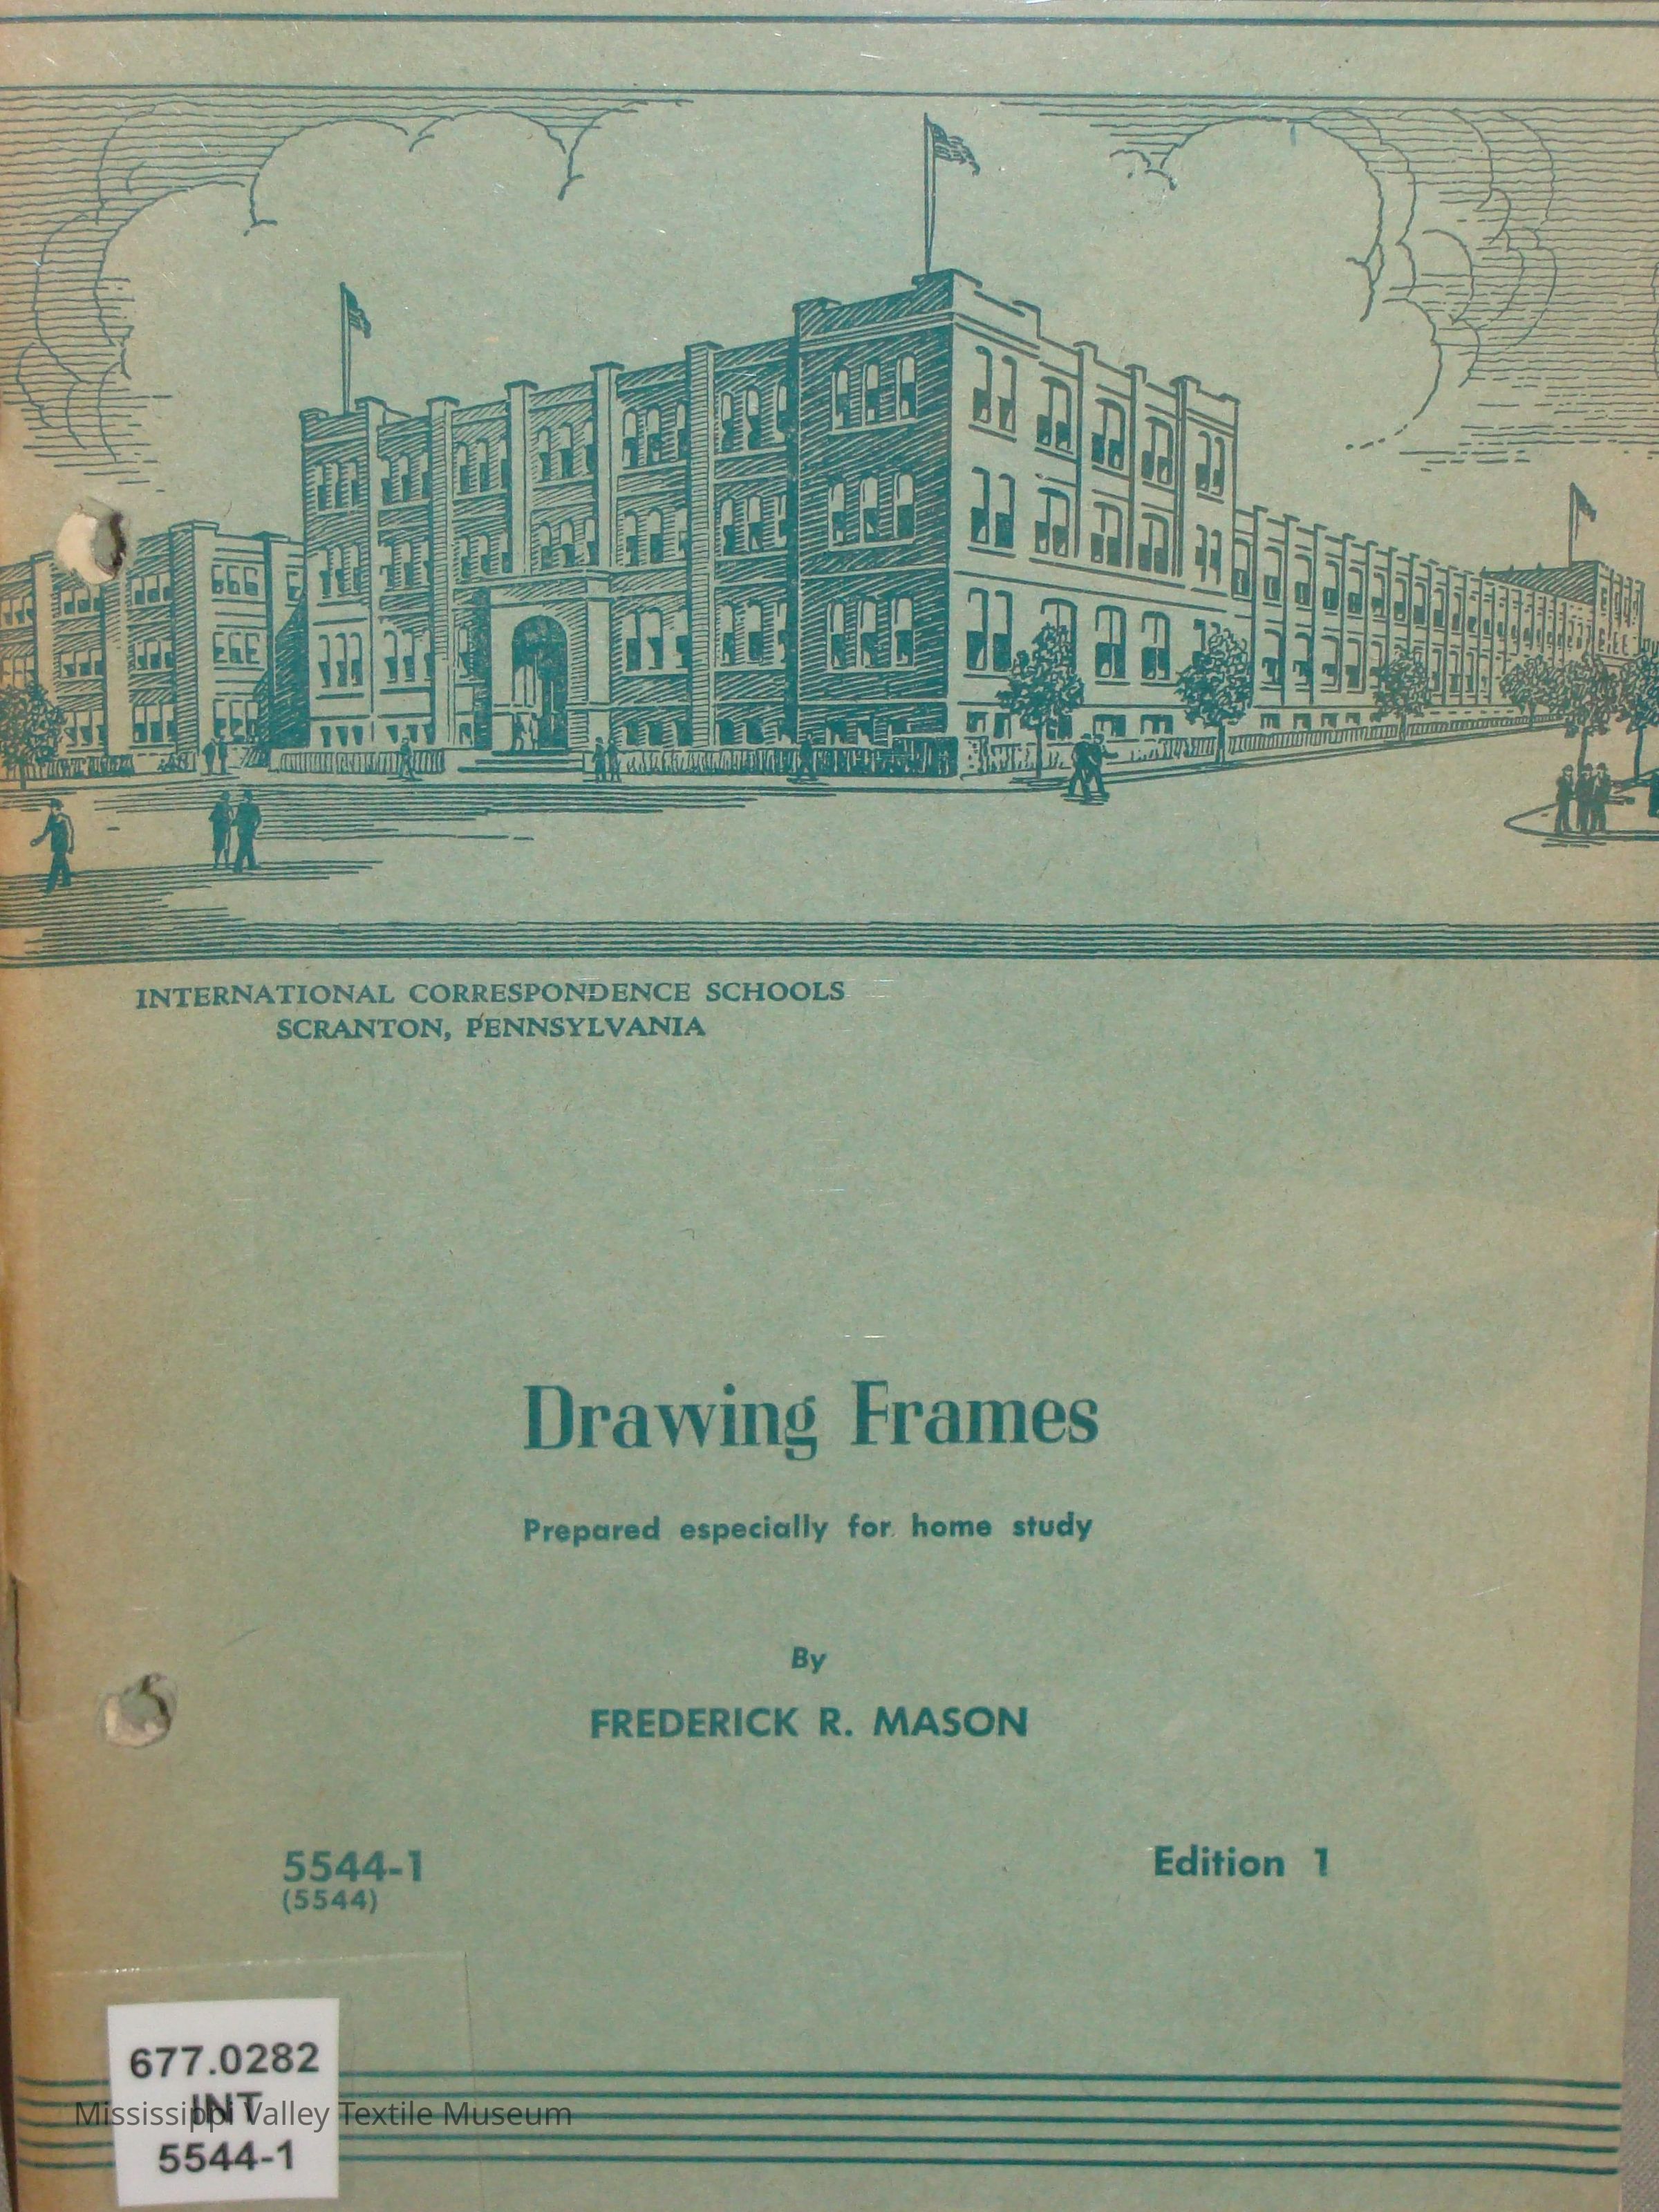 INTERNATIONAL CORRESPONDENCE SCHOOLS
SCRANTON, PENNSYLVANIA
Drawing Frames
Prepared especially for home study
By
FREDERICK R. MASON
5544-1
(5544)
Edition 1
677.0282
INT
Mississippi Valley Textile Museum
5544-1